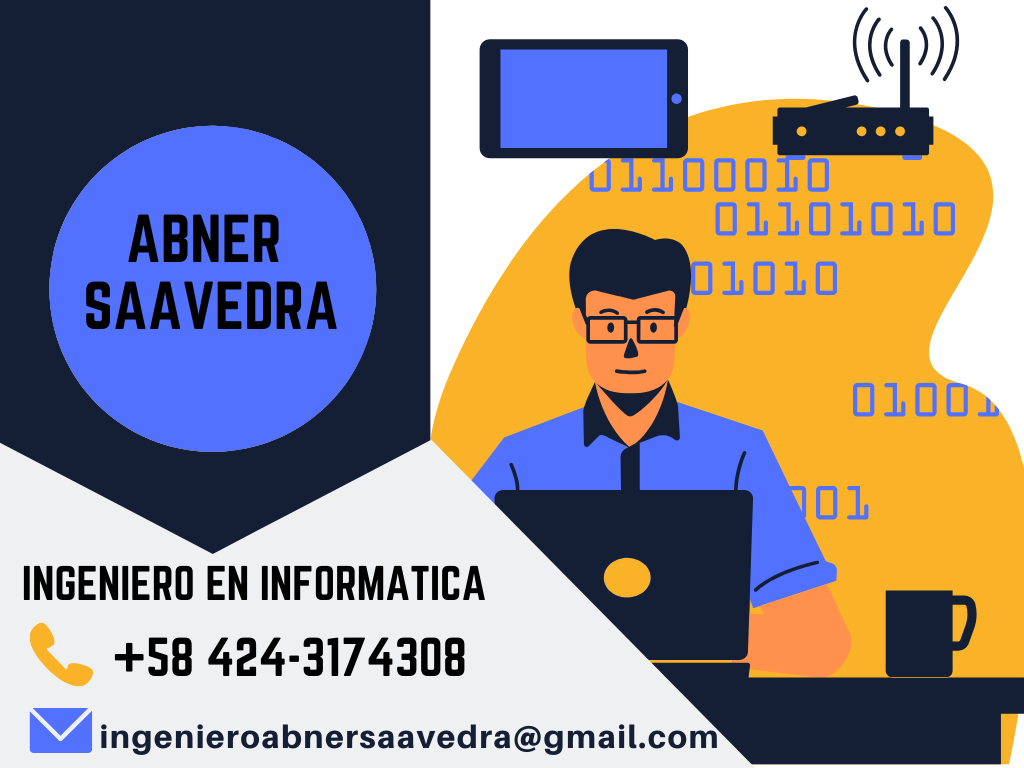 ABNER
SAAVEDRA
INGENIERO EN INFORMATICA
+58 424-3174308
ingenieroabnersaavedra@gmail.com
01100010
01101010
01010
01001
001